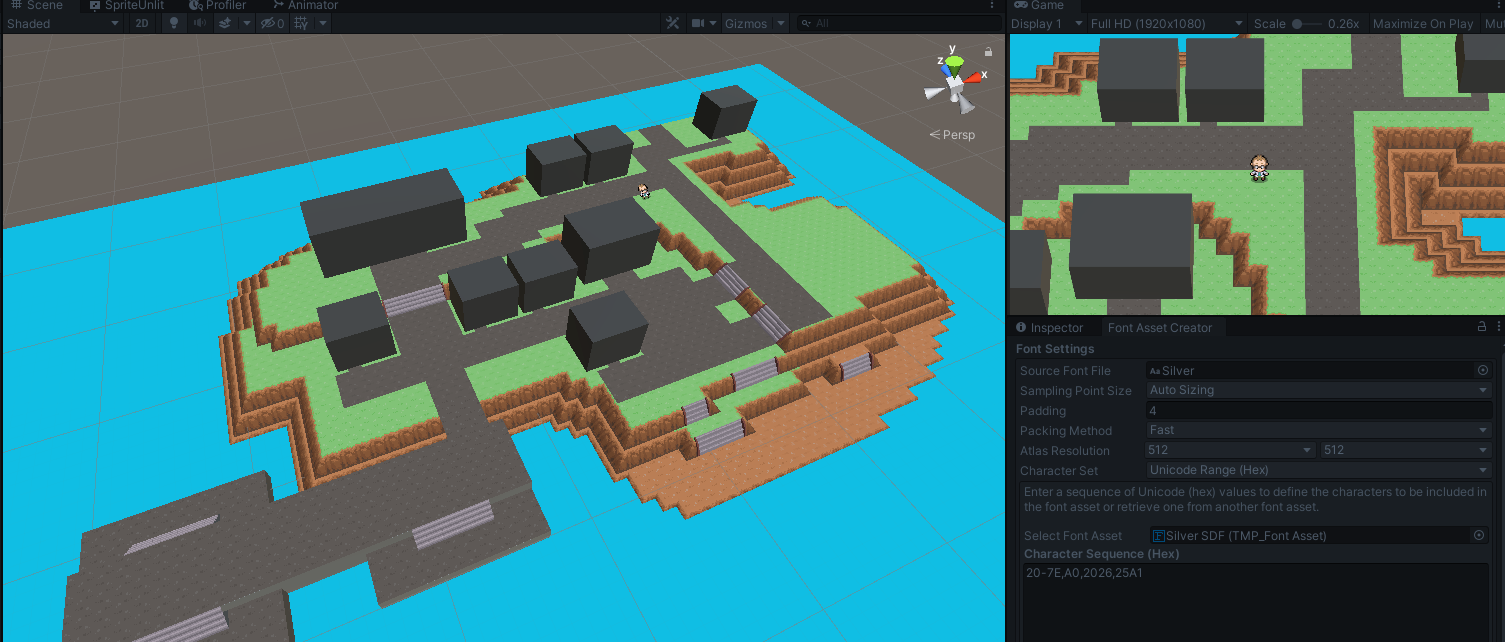 Scene SpriteUnlit Profiler Animator
Shaded 2D 0 Gizmos All
y
z x
Persp
Game
Display 1 Full HD (1920x1080) Scale 0.26x Maximize On Play Mut
Inspector Font Asset Creator
Font Settings
Source Font File Aa Silver
Sampling Point Size Auto Sizing
Padding 4
Packing Method Fast
Atlas Resolution 512 512
Character Set Unicode Range (Hex)
Enter a sequence of Unicode (hex) values to define the characters to be included in
the font asset or retrieve one from another font asset.
Select Font Asset F Silver SDF (TMP_Font Asset)
Character Sequence (Hex)
20-7E,A0,2026,25A1